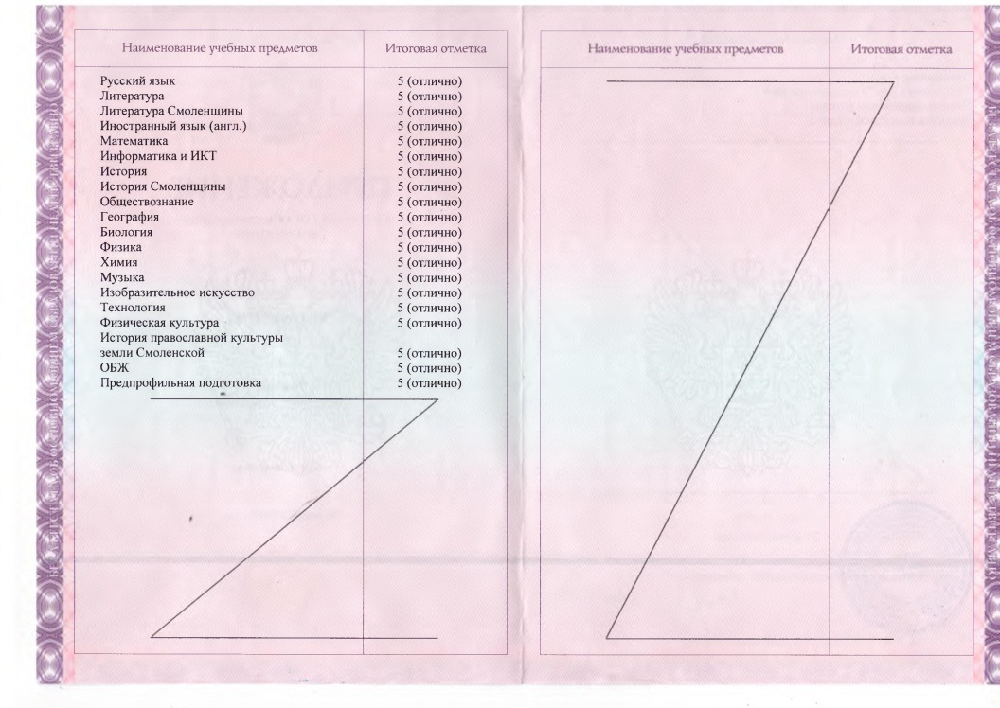 Наименование учебных предметов Итоговая отметка
Русский язык 5 (отлично)
Литература 5 (отлично)
Литература Смоленщины 5 (отлично)
Иностранный язык (англ.) 5 (отлично)
Математика 5 (отлично)
Информатика и ИКТ 5 (отлично)
История 5 (отлично)
История Смоленщины 5 (отлично)
Обществознание 5 (отлично)
География 5 (отлично)
Биология 5 (отлично)
Физика 5 (отлично)
Химия 5 (отлично)
Музыка 5 (отлично)
Изобразительное искусство 5 (отлично)
Технология 5 (отлично)
Физическая культура 5 (отлично)
История православной культуры
земли Смоленской 5 (отлично)
ОБЖ 5 (отлично)
Предпрофильная подготовка 5 (отлично)
Наименование учебных предметов Итоговая отметка